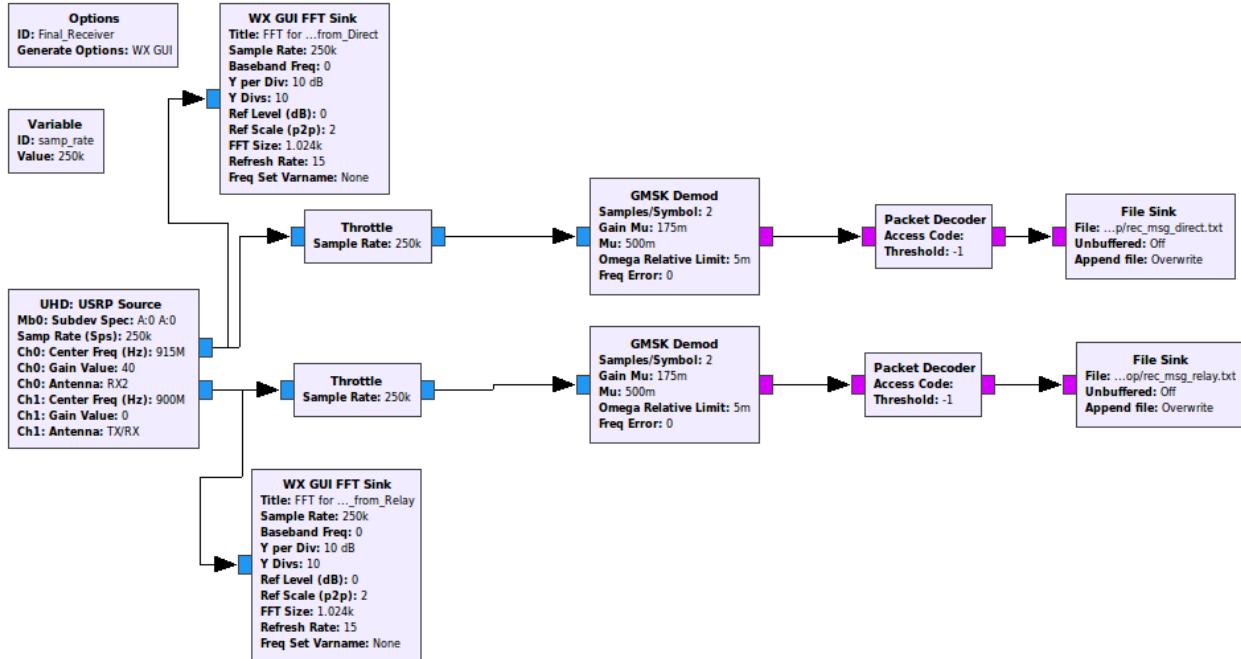 Options
ID: Final_Receiver
Generate Options: WX GUI
Variable
ID: samp_rate
Value: 250k
WX GUI FFT Sink
Title: FFT for ...from_Direct
Sample Rate: 250k
Baseband Freq: 0
Y per Div: 10 dB
Y Divs: 10
Ref Level (dB): 0
Ref Scale (p2p): 2
FFT Size: 1.024k
Refresh Rate: 15
Freq Set Varname: None
UHD: USRP Source
Mb0: Subdev Spec: A:0 A:0
Samp Rate (Sps): 250k
Ch0: Center Freq (Hz): 915M
Ch0: Gain Value: 40
Ch0: Antenna: RX2
Ch1: Center Freq (Hz): 900M
Ch1: Gain Value: 0
Ch1: Antenna: TX/RX
Throttle
Sample Rate: 250k
GMSK Demod
Samples/Symbol: 2
Gain Mu: 175m
Mu: 500m
Omega Relative Limit: 5m
Freq Error: 0
Packet Decoder
Access Code:
Threshold: -1
File Sink
File: ...p/rec_msg_direct.txt
Unbuffered: Off
Append file: Overwrite
Throttle
Sample Rate: 250k
GMSK Demod
Samples/Symbol: 2
Gain Mu: 175m
Mu: 500m
Omega Relative Limit: 5m
Freq Error: 0
Packet Decoder
Access Code:
Threshold: -1
File Sink
File: ...op/rec_msg_relay.txt
Unbuffered: Off
Append file: Overwrite
WX GUI FFT Sink
Title: FFT for ..._from_Relay
Sample Rate: 250k
Baseband Freq: 0
Y per Div: 10 dB
Y Divs: 10
Ref Level (dB): 0
Ref Scale (p2p): 2
FFT Size: 1.024k
Refresh Rate: 15
Freq Set Varname: None